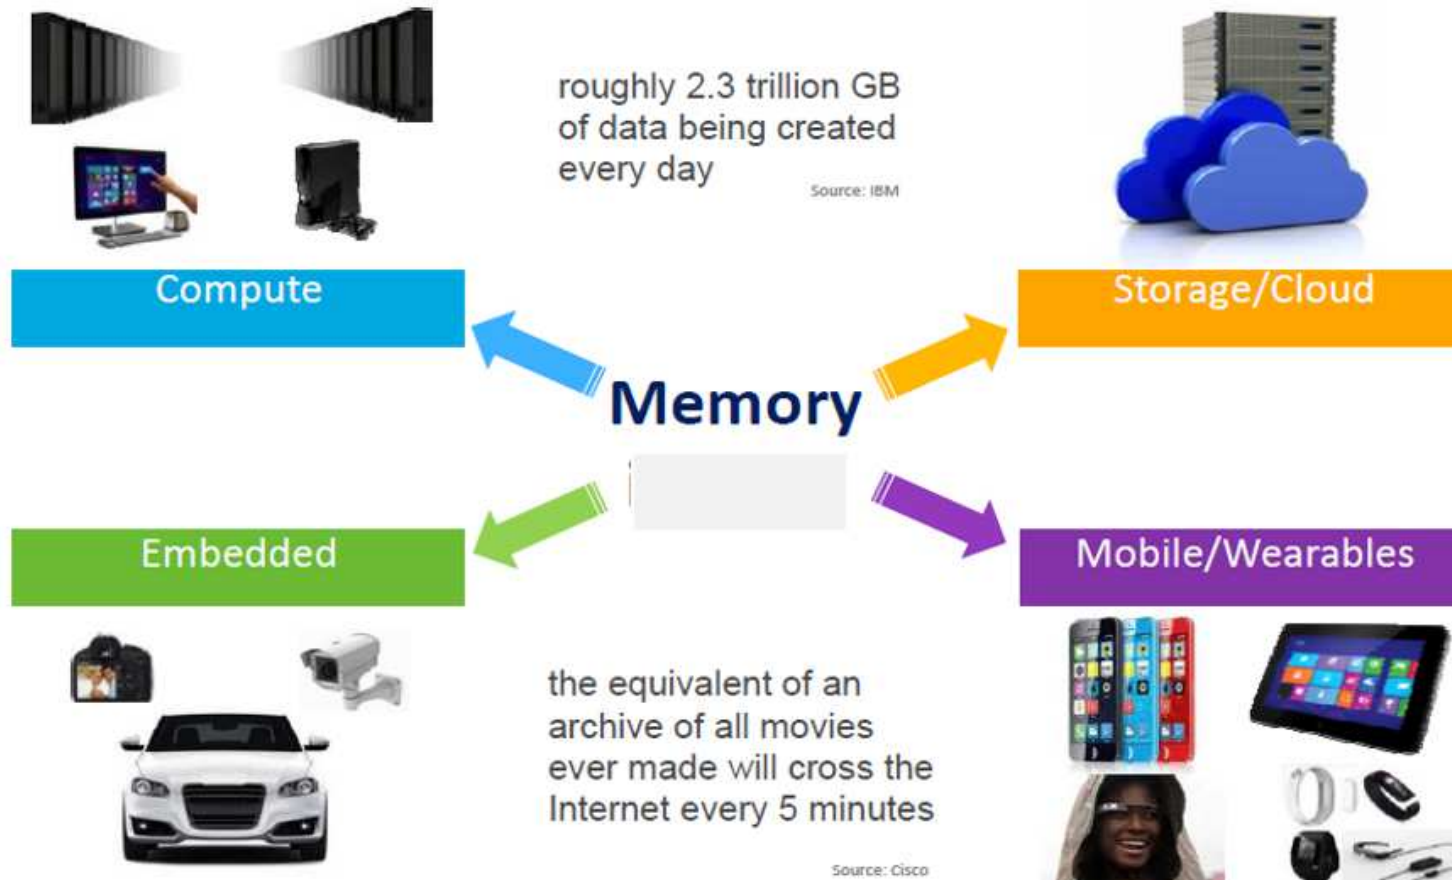 roughly 2.3 trillion GB
of data being created
every day
Source: IBM
Compute
Storage/Cloud
Memory
Embedded
Mobile/Wearables
the equivalent of an
archive of all movies
ever made will cross the
Internet every 5 minutes
Source: Cisco